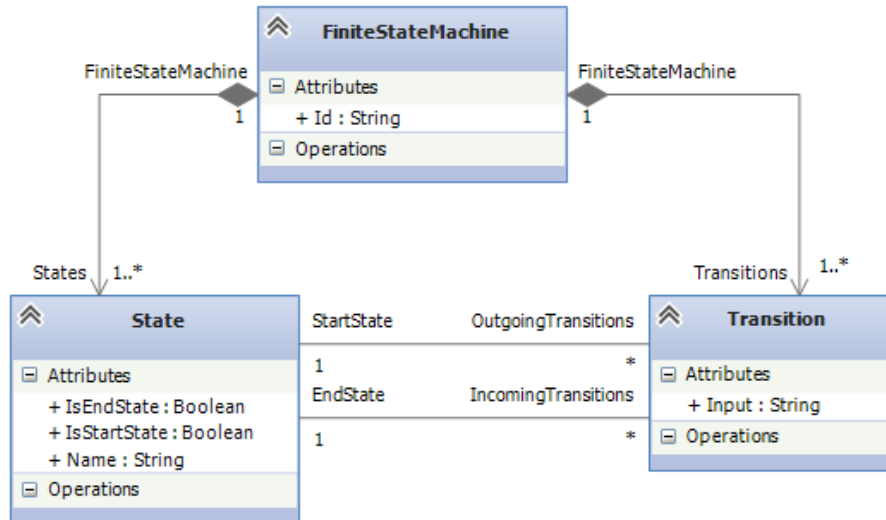 FiniteStateMachine
FiniteStateMachine
FiniteStateMachine
Attributes
1
+ Id : String
1
Operations
States
1..*
Transitions
1..*
State
StartState
OutgoingTransitions
Transition
1
*
Attributes
Attributes
EndState
IncomingTransitions
+ IsEndState : Boolean
+ Input : String
+ IsStartState : Boolean
1
*
Operations
+ Name : String
Operations